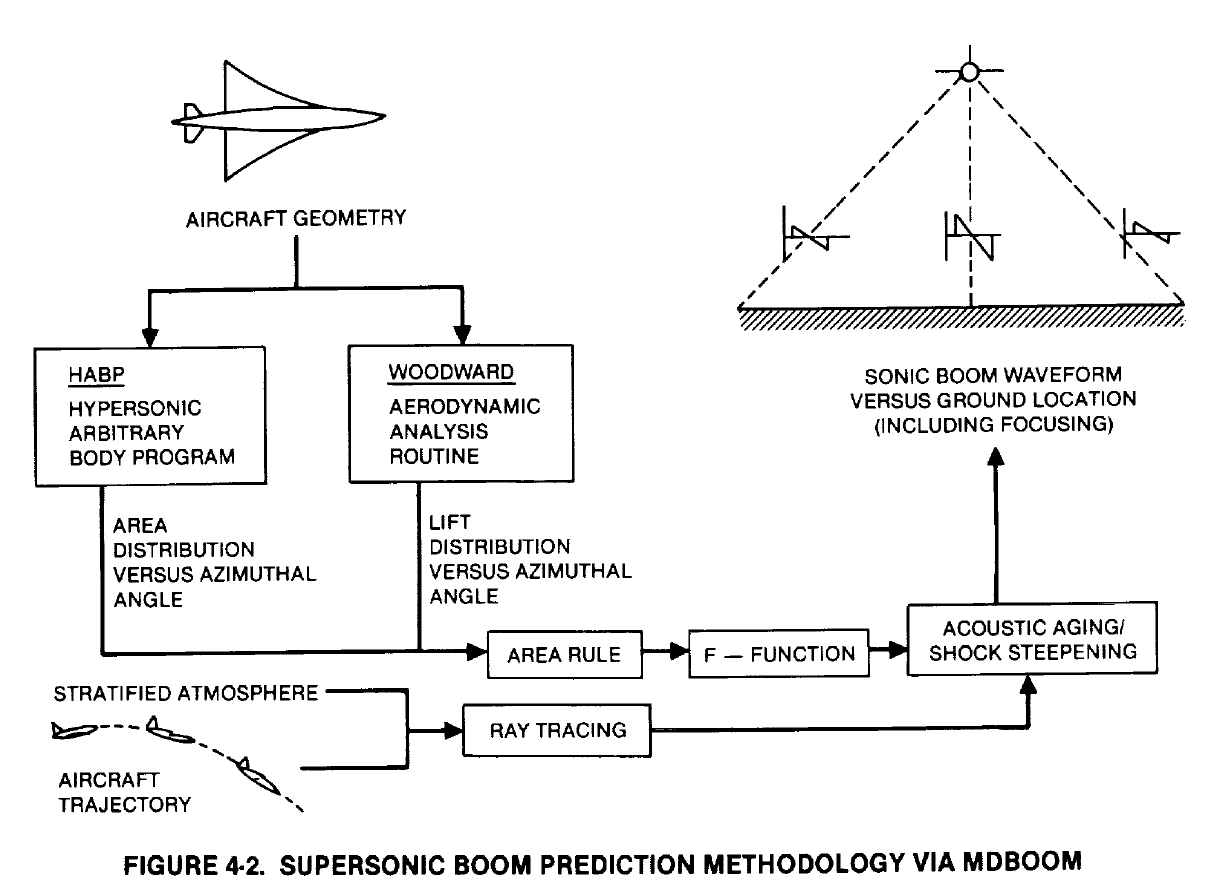 AIRCRAFT GEOMETRY
HABP
HYPERSONIC
ARBITRARY
BODY PROGRAM
WOODWARD
AERODYNAMIC
ANALYSIS
ROUTINE
SONIC BOOM WAVEFORM
VERSUS GROUND LOCATION
(INCLUDING FOCUSING)
AREA
DISTRIBUTION
VERSUS AZIMUTHAL
ANGLE
LIFT
DISTRIBUTION
VERSUS AZIMUTHAL
ANGLE
AREA RULE
F — FUNCTION
ACOUSTIC AGING/
SHOCK STEEPENING
STRATIFIED ATMOSPHERE
RAY TRACING
AIRCRAFT
TRAJECTORY
FIGURE 4-2. SUPERSONIC BOOM PREDICTION METHODOLOGY VIA MDBOOM